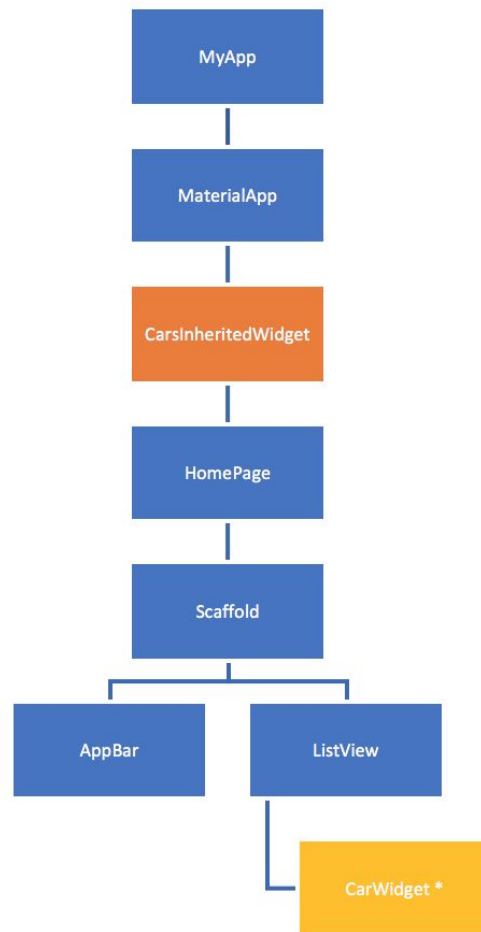 MyApp
MaterialApp
CarsInheritedWidget
HomePage
Scaffold
AppBar
ListView
CarWidget *